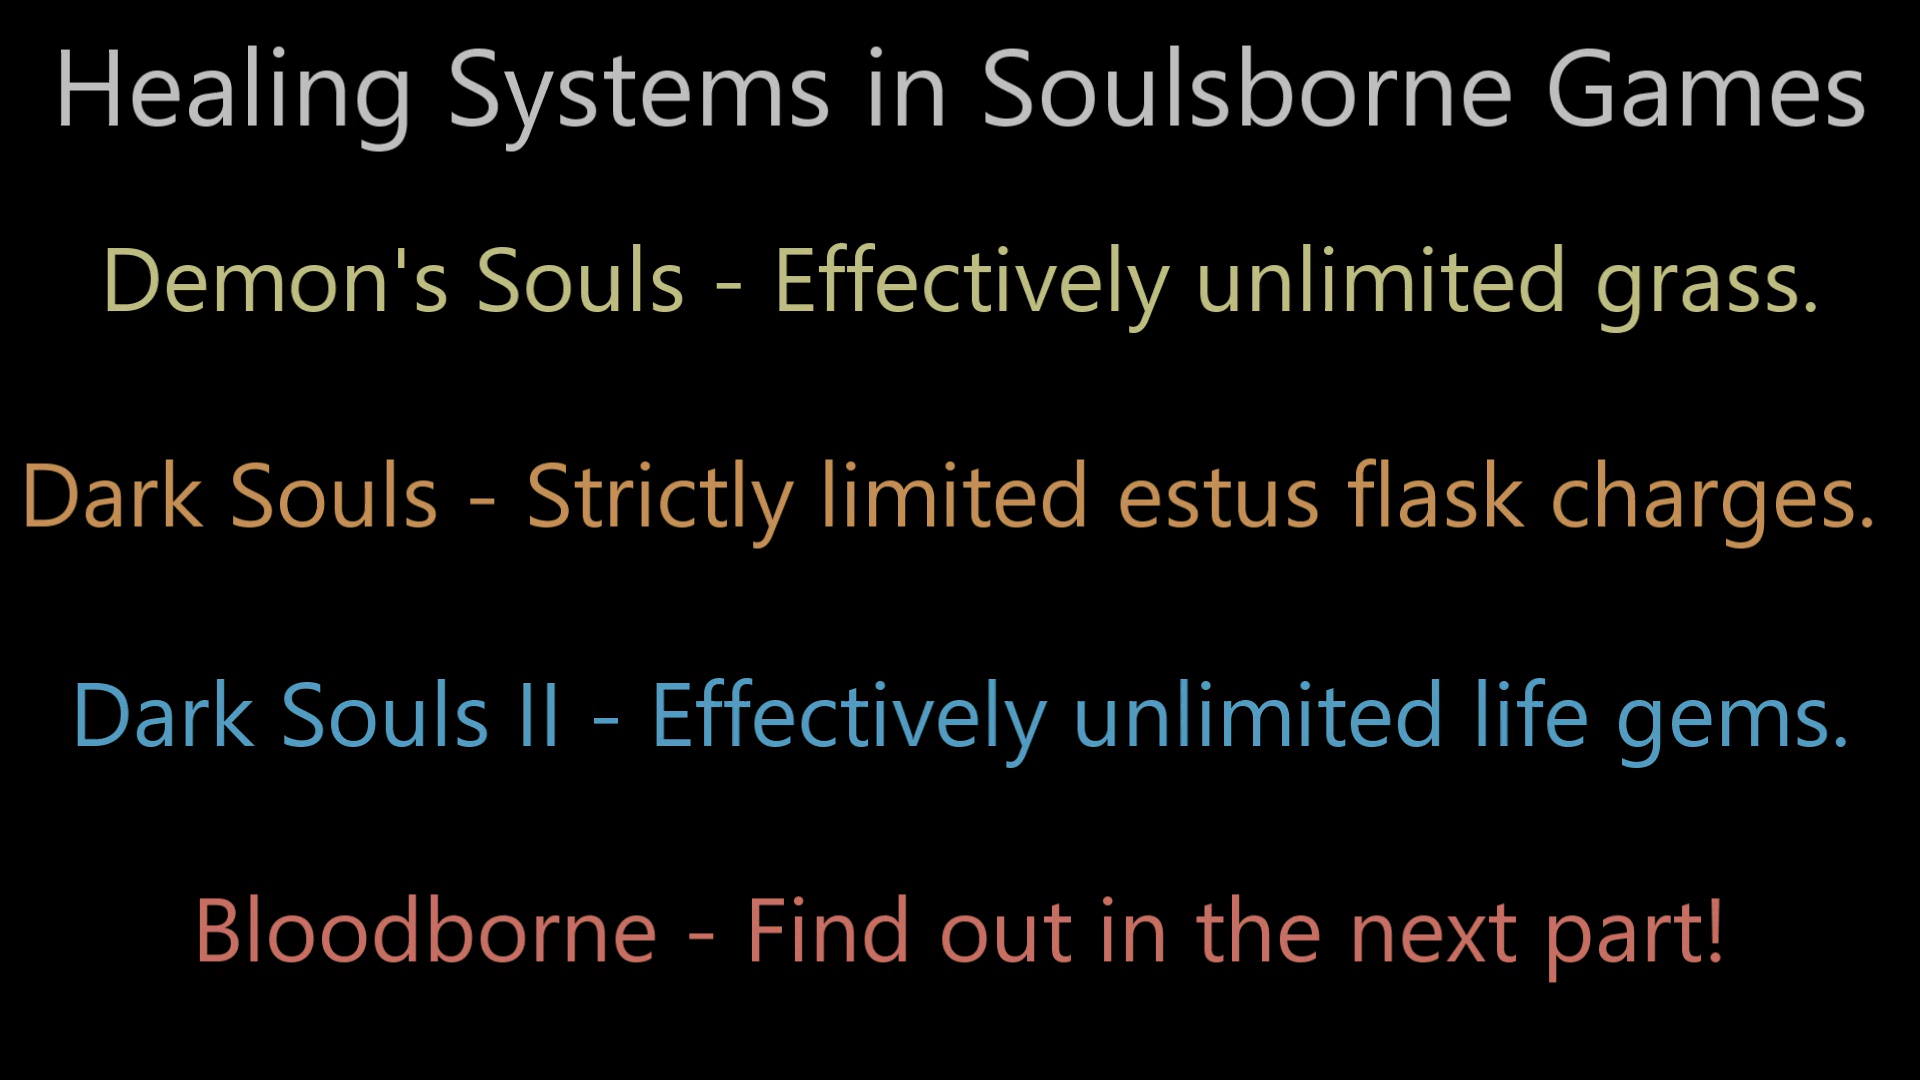 Healing Systems in Soulsborne Games
Demon's Souls - Effectively unlimited grass.
Dark Souls - Strictly limited estus flask charges.
Dark Souls II - Effectively unlimited life gems.
Bloodborne - Find out in the next part!